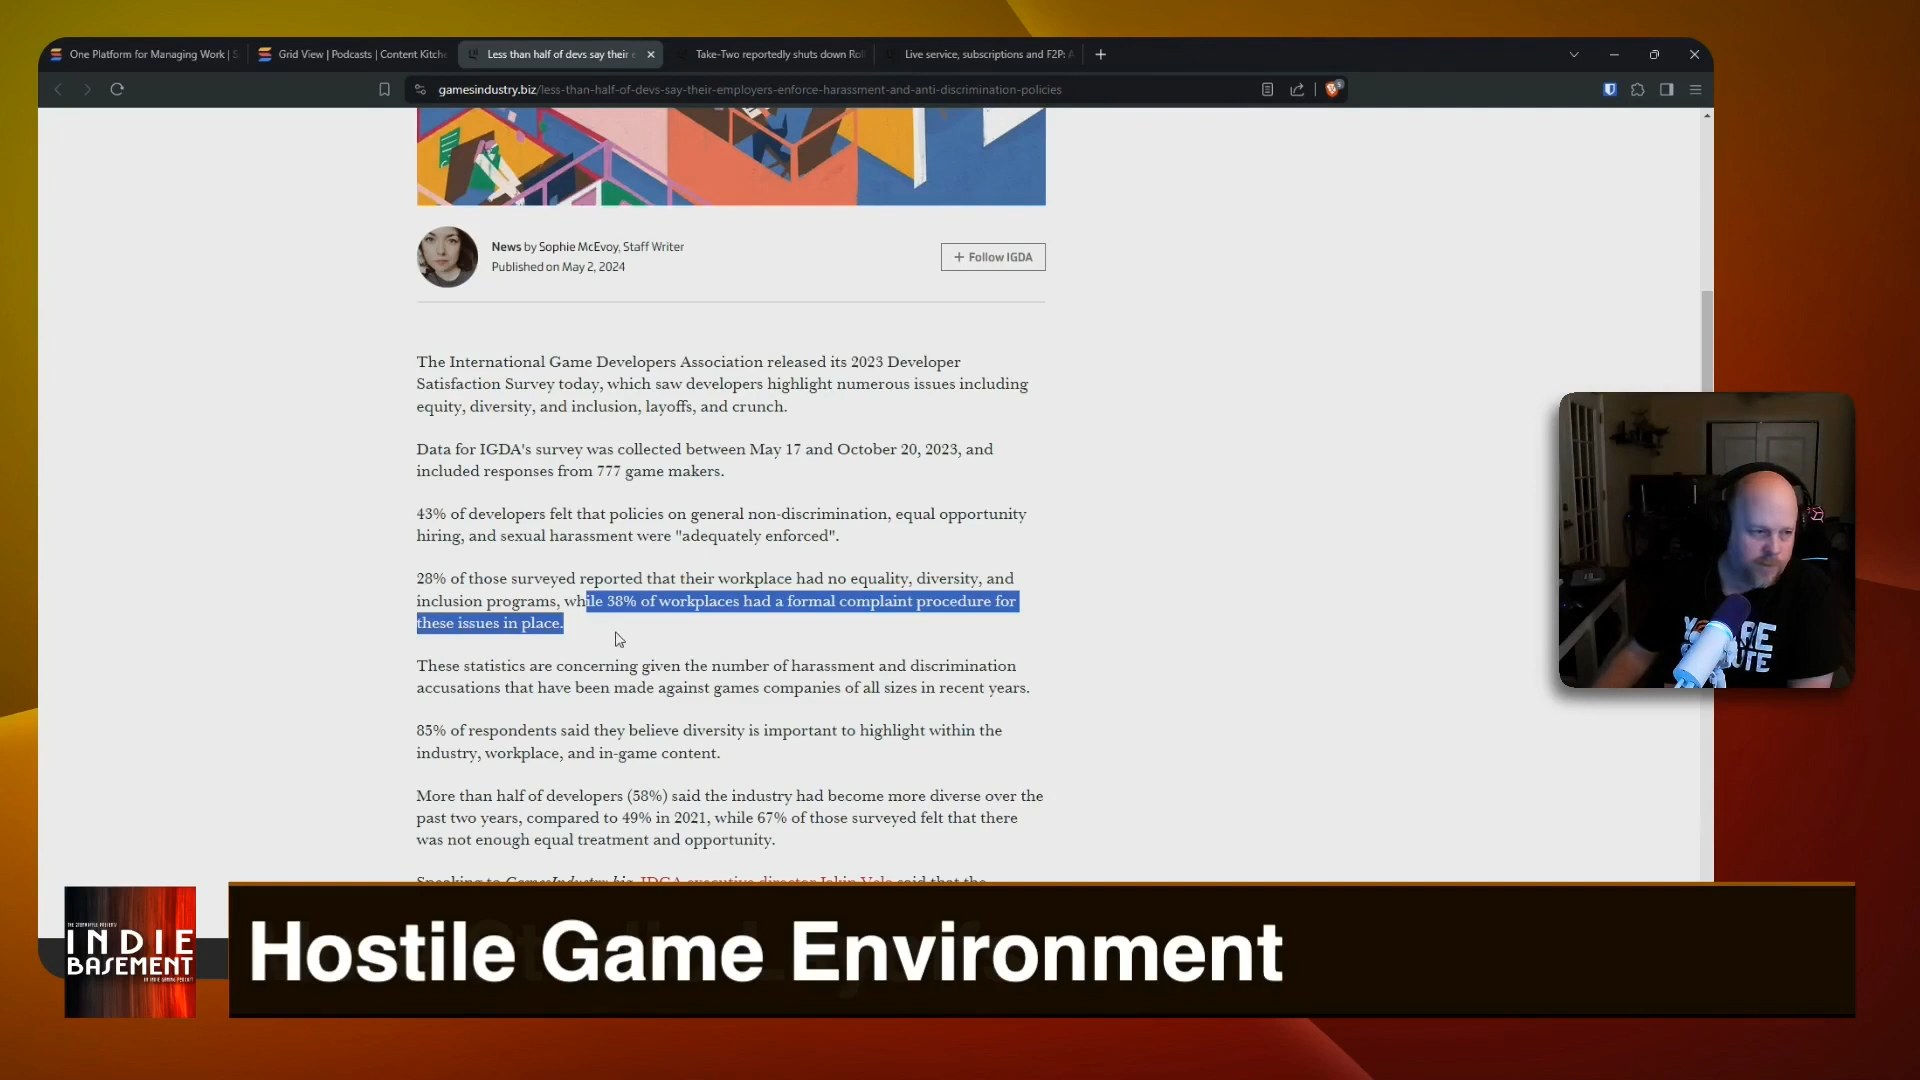 One Platform for Managing Work | S
Grid View | Podcasts | Content Kitche
Less than half of devs say their e
Take-Two reportedly shuts down Roll
Live service, subscriptions and F2P: A
gamesindustry.biz/less-than-half-of-devs-say-their-employers-enforce-harassment-and-anti-discrimination-policies
News by Sophie McEvoy, Staff Writer
Published on May 2, 2024
+ Follow IGDA
The International Game Developers Association released its 2023 Developer
Satisfaction Survey today, which saw developers highlight numerous issues including
equity, diversity, and inclusion, layoffs, and crunch.
Data for IGDA's survey was collected between May 17 and October 20, 2023, and
included responses from 777 game makers.
43% of developers felt that policies on general non-discrimination, equal opportunity
hiring, and sexual harassment were "adequately enforced".
28% of those surveyed reported that their workplace had no equality, diversity, and
inclusion programs, while 38% of workplaces had a formal complaint procedure for
these issues in place.
These statistics are concerning given the number of harassment and discrimination
accusations that have been made against games companies of all sizes in recent years.
85% of respondents said they believe diversity is important to highlight within the
industry, workplace, and in-game content.
More than half of developers (58%) said the industry had become more diverse over the
past two years, compared to 49% in 2021, while 67% of those surveyed felt that there
was not enough equal treatment and opportunity.
Speaking to GamesIndustry.biz, IDGA executive director Jakin Vela said that the
INDIE
BASEMENT
AN INDIE GAMING PODCAST
Hostile Game Environment